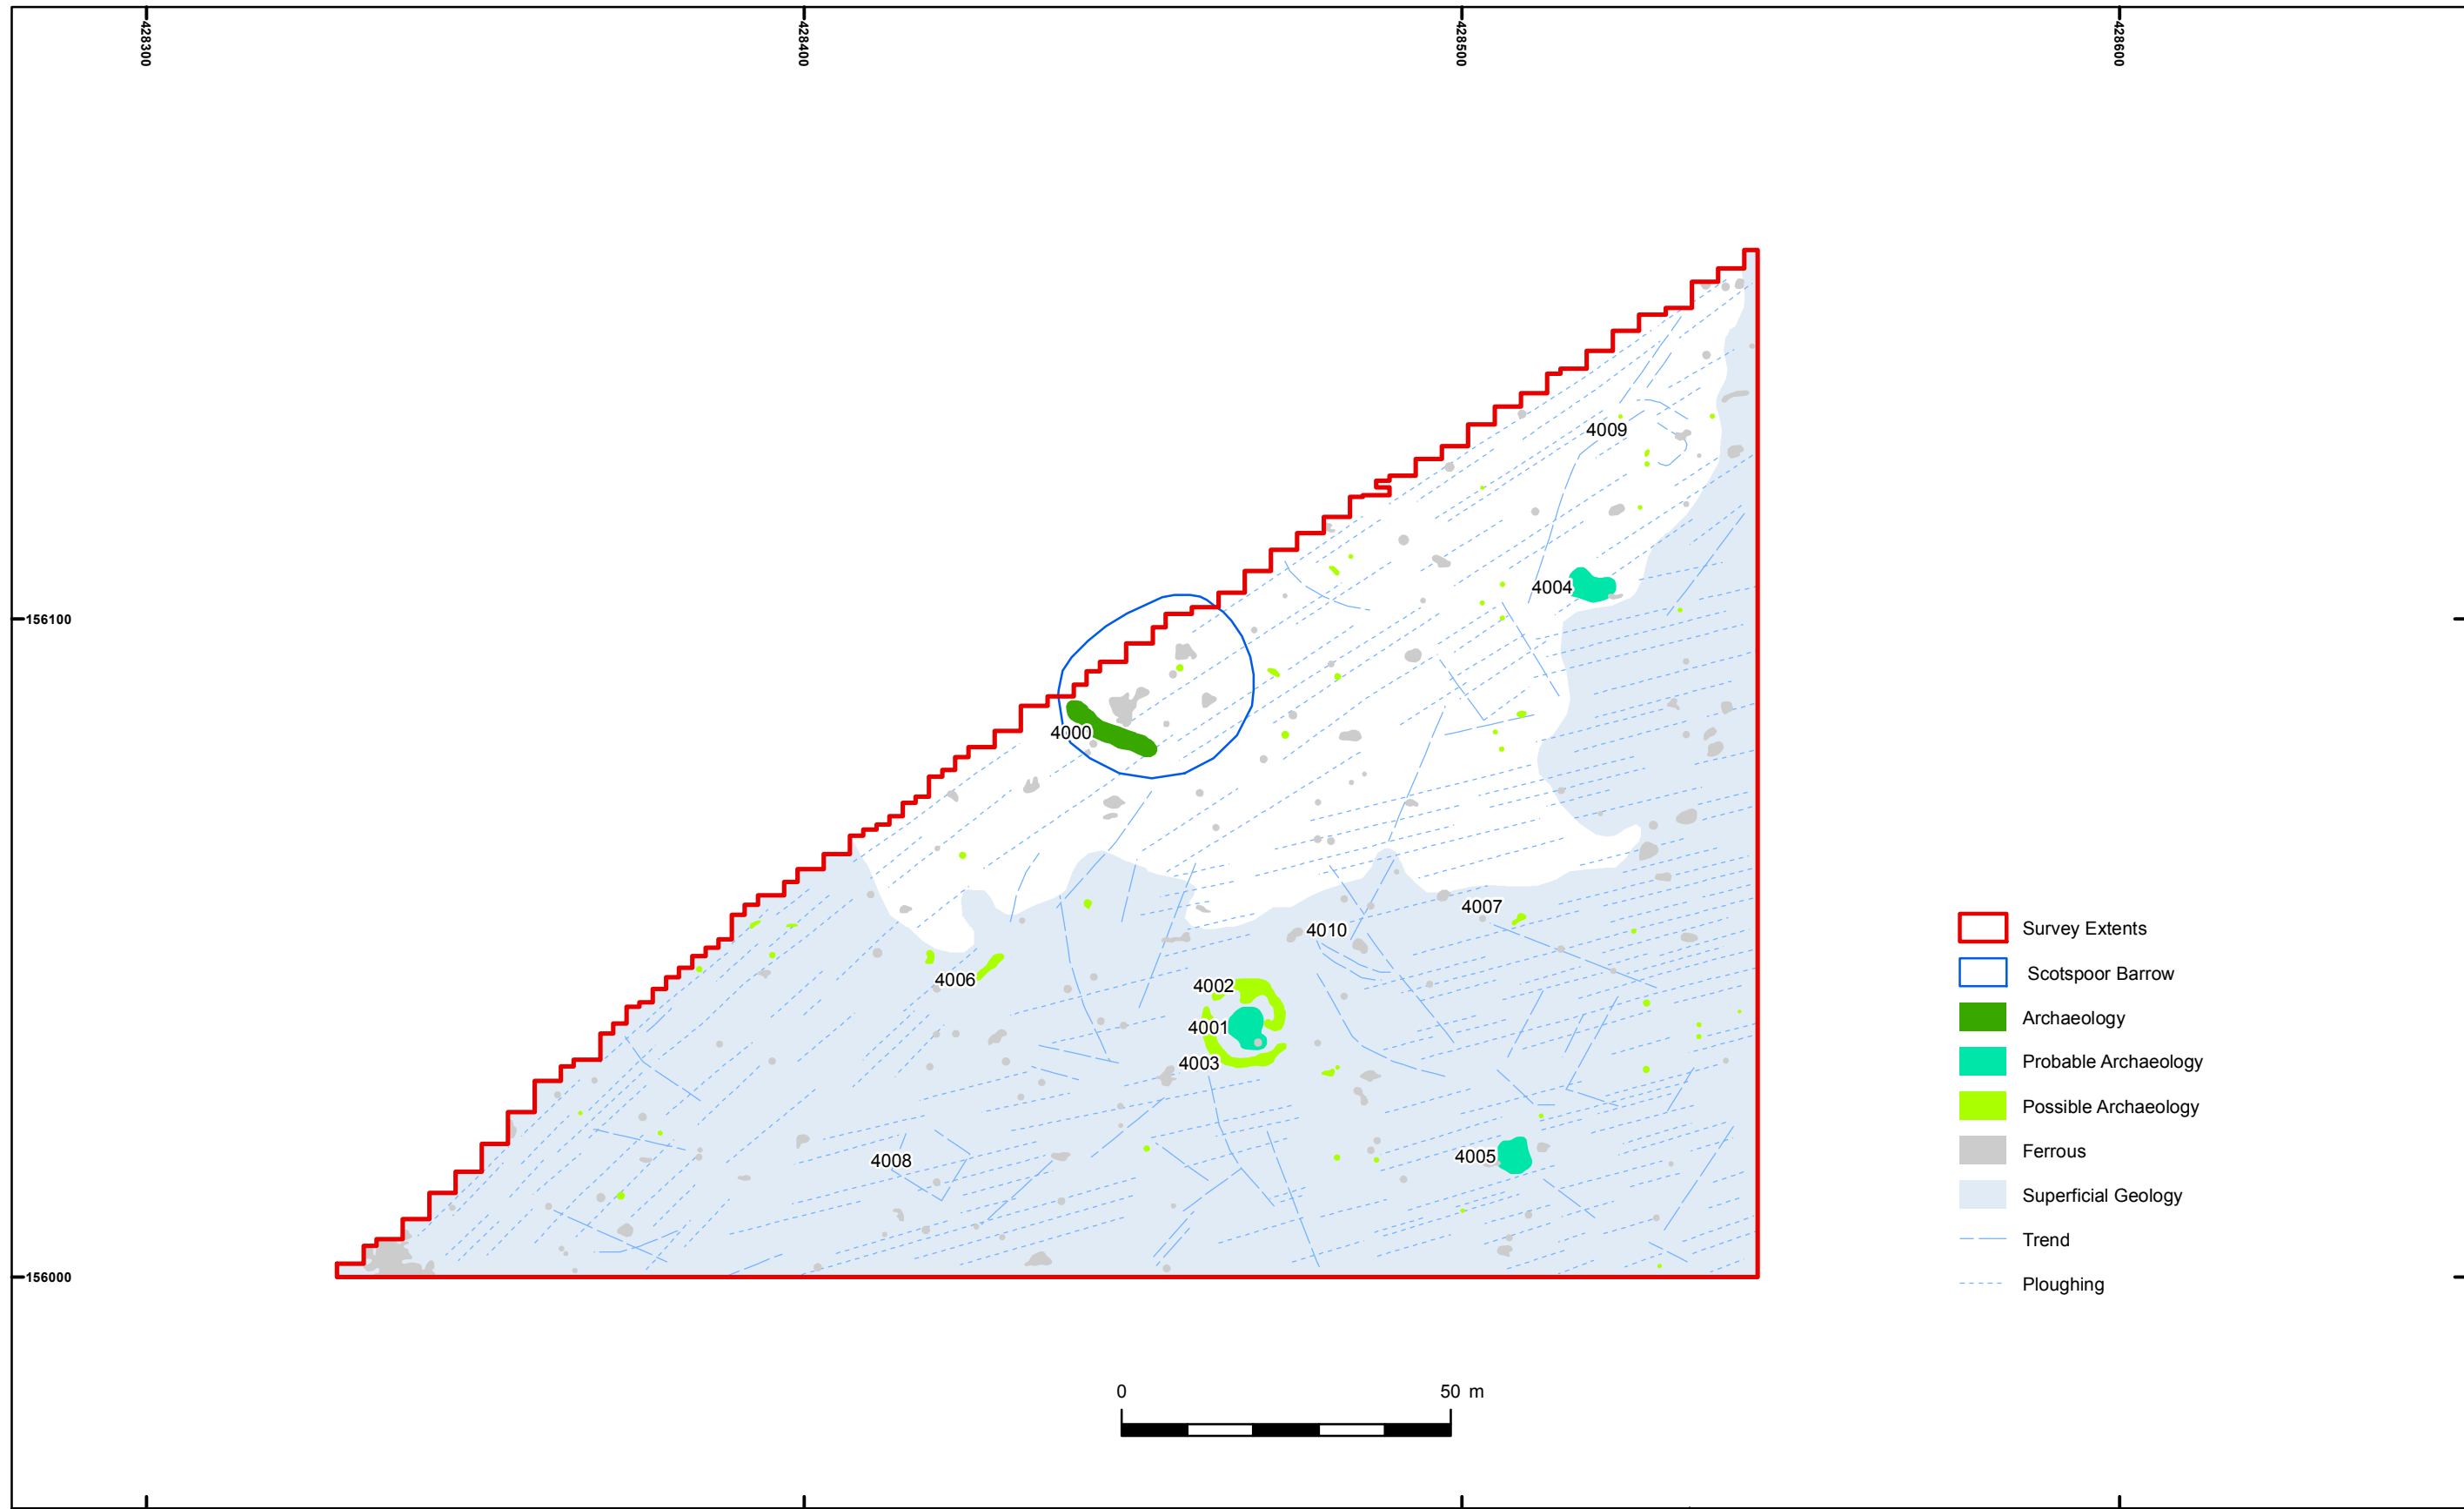 428300
428400
428500
428600
4009
4004
156100
4000
4007
4010
4006
4002
4001
4003
4008
4005
156000
Survey Extents
Scotspoor Barrow
Archaeology
Probable Archaeology
Possible Archaeology
Ferrous
Superficial Geology
Trend
Ploughing
0 50 m